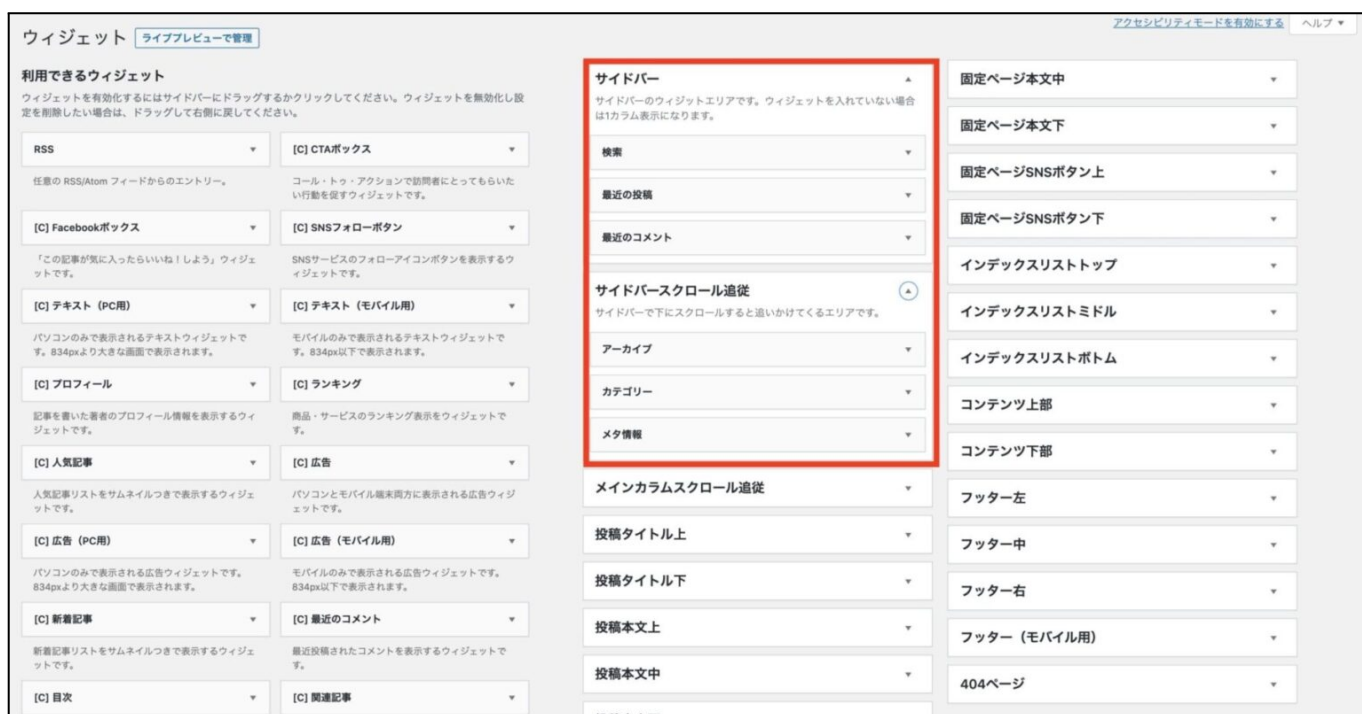 ウィジェット ライブプレビューで管理
アクセシビリティモードを有効にする ヘルプ ▼
利用できるウィジェット
ウィジェットを有効化するにはサイドバーにドラッグするかクリックしてください。ウィジェットを無効化し設
定を削除したい場合は、ドラッグして右側に戻してください。
RSS
任意の RSS/Atom フィードからのエントリー。
[C] CTAボックス
コール・トゥ・アクションで訪問者にとってもらいた
い行動を促すウィジェットです。
[C] Facebookボックス
「この記事が気に入ったらいいね！しよう」ウィジェ
ットです。
[C] SNSフォローボタン
SNSサービスのフォローアイコンボタンを表示するウ
ィジェットです。
[C] テキスト（PC用）
パソコンのみで表示されるテキストウィジェットで
す。834pxより大きな画面で表示されます。
[C] テキスト（モバイル用）
モバイルのみで表示されるテキストウィジェットで
す。834px以下で表示されます。
[C] プロフィール
記事を書いた著者のプロフィール情報を表示するウィ
ジェットです。
[C] ランキング
商品・サービスのランキング表示をウィジェットで
す。
[C] 人気記事
人気記事リストをサムネイルつきで表示するウィジェ
ットです。
[C] 広告
パソコンとモバイル端末両方に表示される広告ウィジ
ェットです。
[C] 広告（PC用）
パソコンのみで表示される広告ウィジェットです。
834pxより大きな画面で表示されます。
[C] 広告（モバイル用）
モバイルのみで表示される広告ウィジェットです。
834px以下で表示されます。
[C] 新着記事
新着記事リストをサムネイルつきで表示するウィジェ
ットです。
[C] 最近のコメント
最近投稿されたコメントを表示するウィジェットで
す。
[C] 目次
[C] 関連記事
サイドバー
サイドバーのウィジットエリアです。ウィジェットを入れていない場合
は1カラム表示になります。
検索
最近の投稿
最近のコメント
サイドバースクロール追従
サイドバーで下にスクロールすると追いかけてくるエリアです。
アーカイブ
カテゴリー
メタ情報
メインカラムスクロール追従
投稿タイトル上
投稿タイトル下
投稿本文上
投稿本文中
固定ページ本文中
固定ページ本文下
固定ページSNSボタン上
固定ページSNSボタン下
インデックスリストトップ
インデックスリストミドル
インデックスリストボトム
コンテンツ上部
コンテンツ下部
フッター左
フッター中
フッター右
フッター（モバイル用）
404ページ